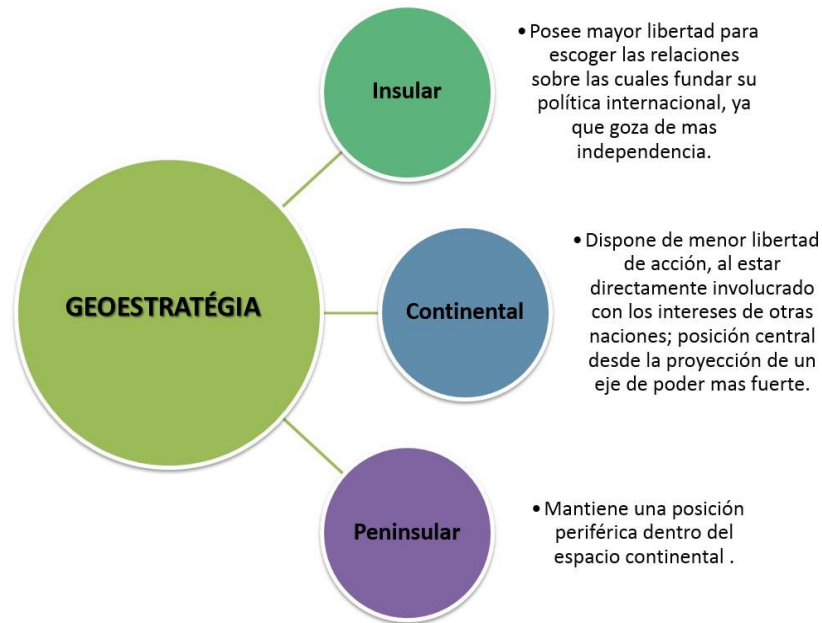 GEOESTRATÉGIA
Insular
• Posee mayor libertad para
escoger las relaciones
sobre las cuales fundar su
política internacional, ya
que goza de mas
independencia.
Continental
• Dispone de menor libertad
de acción, al estar
directamente involucrado
con los intereses de otras
naciones; posición central
desde la proyección de un
eje de poder mas fuerte.
Peninsular
• Mantiene una posición
periférica dentro del
espacio continental .